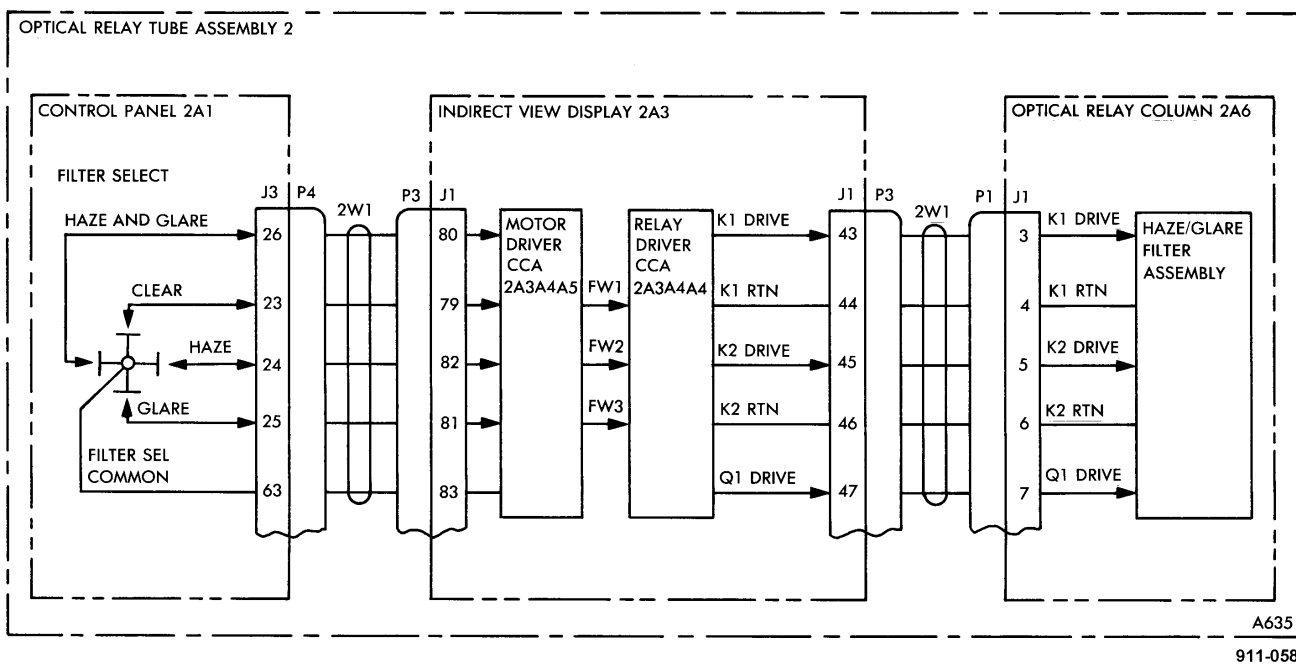 OPTICAL RELAY TUBE ASSEMBLY 2
CONTROL PANEL 2A1
INDIRECT VIEW DISPLAY 2A3
OPTICAL RELAY COLUMN 2A6
FILTER SELECT
J3 P4
2W1
P3 J1
J1 P3
2W1
P1 J1
HAZE AND GLARE
26
80
MOTOR
DRIVER
CCA
2A3A4A5
RELAY
DRIVER
CCA
2A3A4A4
K1 DRIVE
43
3
K1 DRIVE
HAZE/GLARE
FILTER
ASSEMBLY
CLEAR
23
79
FW1
K1 RTN
44
4
K1 RTN
HAZE
24
82
FW2
K2 DRIVE
45
5
K2 DRIVE
GLARE
25
81
FW3
K2 RTN
46
6
K2 RTN
FILTER SEL
COMMON
63
83
Q1 DRIVE
47
7
Q1 DRIVE
A635
911-058